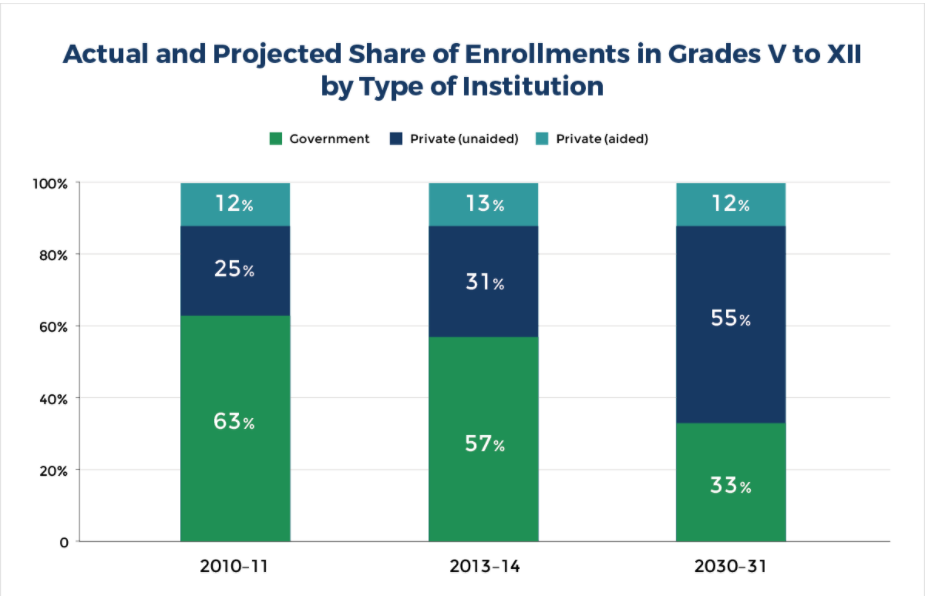 Actual and Projected Share of Enrollments in Grades V to XII
by Type of Institution
Government Private (unaided) Private (aided)
100%
80%
60%
40%
20%
0
12% 13% 12%
25% 31% 55%
63% 57% 33%
2010–11 2013–14 2030–31